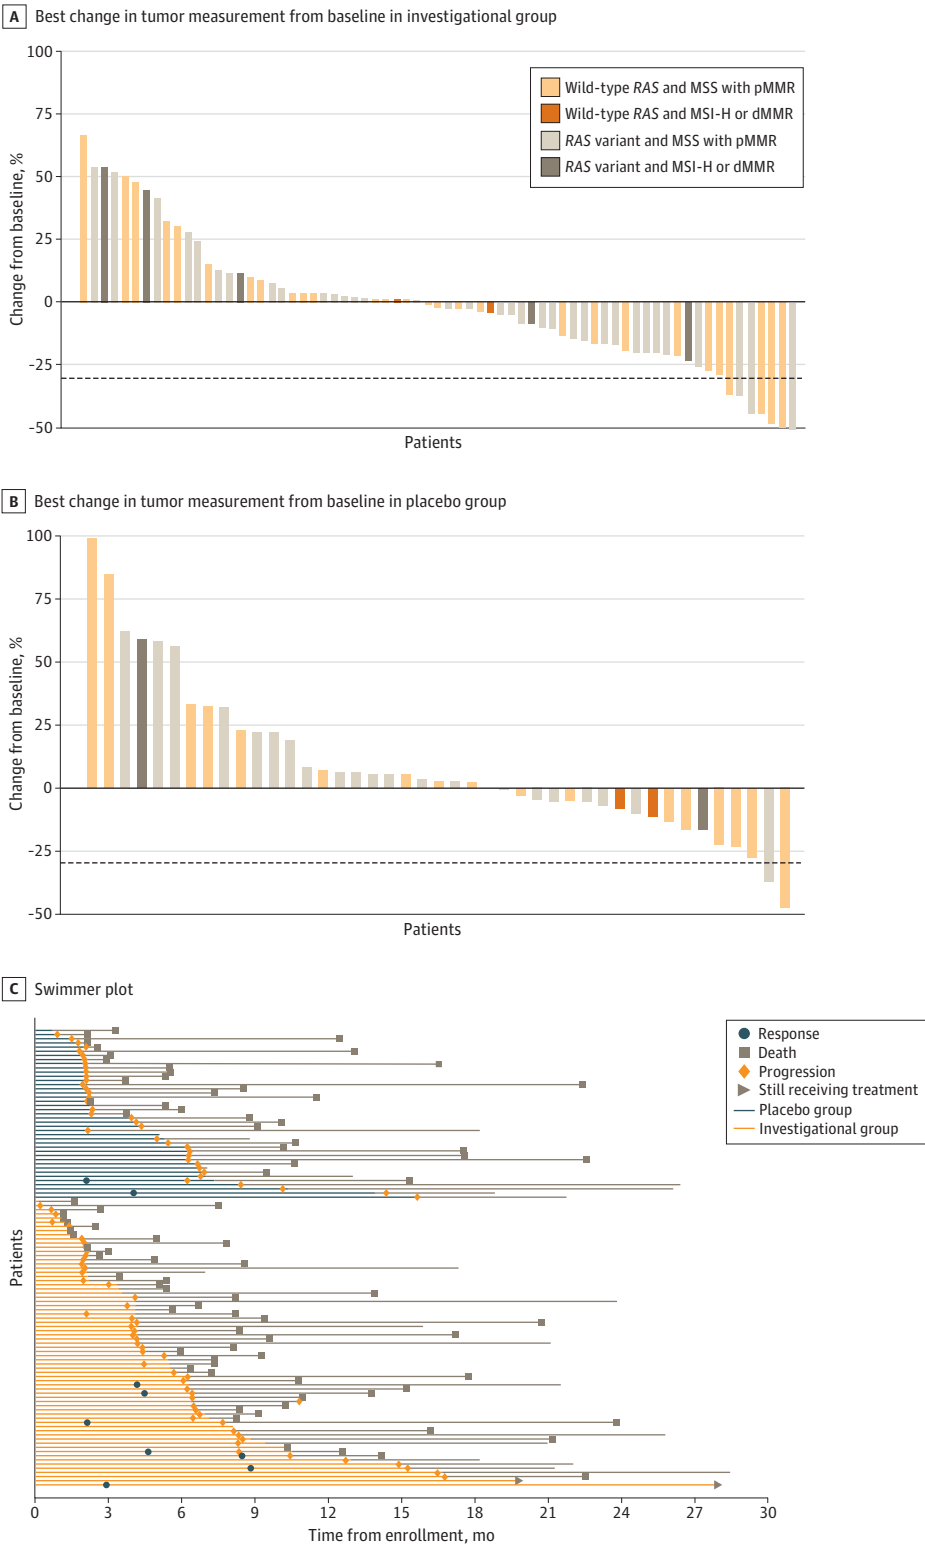 A Best change in tumor measurement from baseline in investigational group
100
75
50
25
0
-25
-50
Change from baseline, %
Wild-type RAS and MSS with pMMR
Wild-type RAS and MSI-H or dMMR
RAS variant and MSS with pMMR
RAS variant and MSI-H or dMMR
Patients
B Best change in tumor measurement from baseline in placebo group
100
75
50
25
0
-25
-50
Change from baseline, %
Patients
C Swimmer plot
Response
Death
Progression
Still receiving treatment
Placebo group
Investigational group
Patients
0 3 6 9 12 15 18 21 24 27 30
Time from enrollment, mo